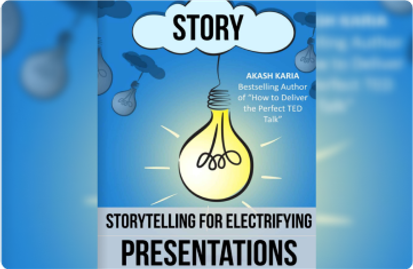 STORY
AKASH KARIA
Bestselling Author
of "How to Deliver
the Perfect TED
Talk"
STORYTELLING FOR ELECTRIFYING
PRESENTATIONS